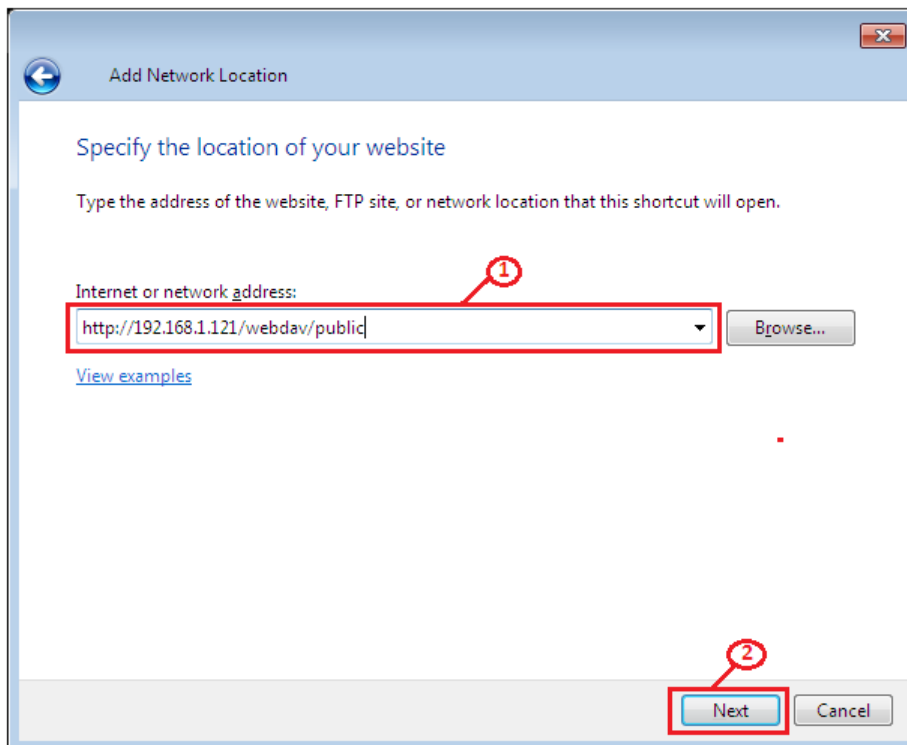 Add Network Location
Specify the location of your website
Type the address of the website, FTP site, or network location that this shortcut will open.
1
Internet or network address:
http://192.168.1.121/webdav/public
Browse...
View examples
2
Next
Cancel